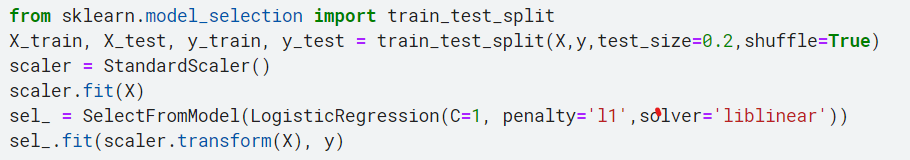 from sklearn.model_selection import train_test_split
X_train, X_test, y_train, y_test = train_test_split(X,y,test_size=0.2,shuffle=True)
scaler = StandardScaler()
scaler.fit(X)
sel_ = SelectFromModel(LogisticRegression(C=1, penalty='l1',solver='liblinear'))
sel_.fit(scaler.transform(X), y)